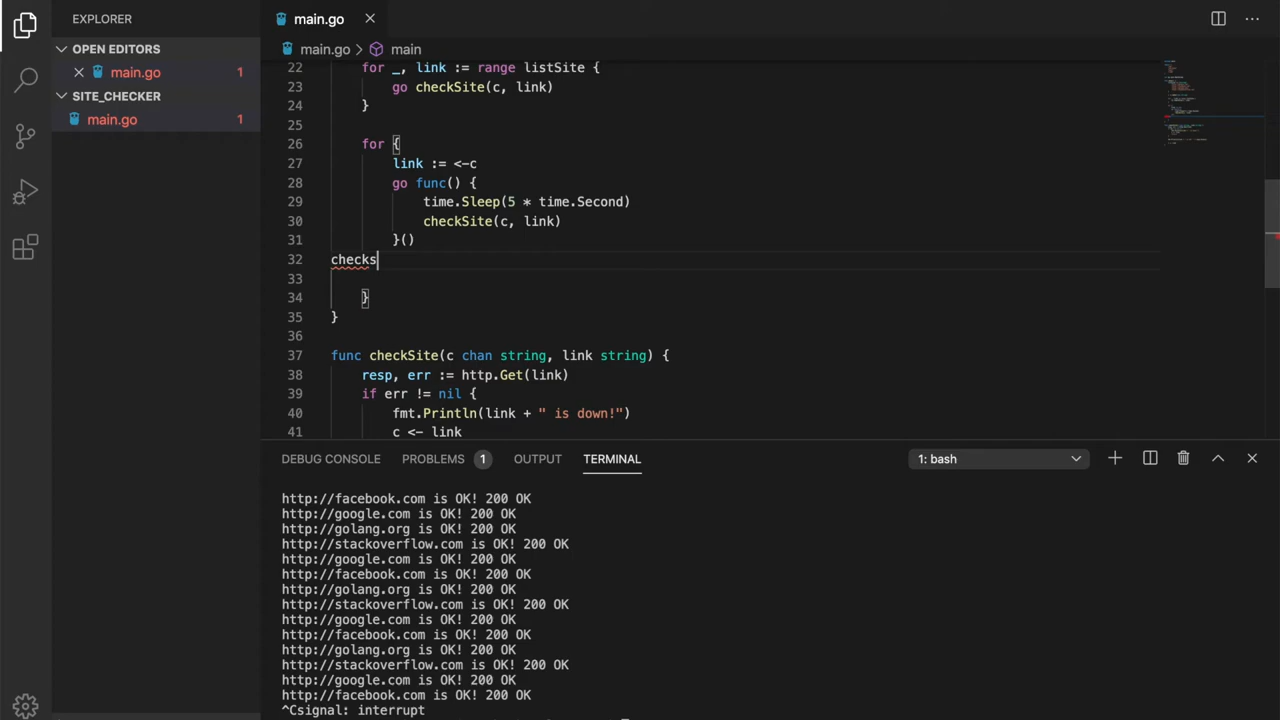 EXPLORER
main.go
OPEN EDITORS
main.go 1
SITE_CHECKER
main.go 1
main.go > main
22 for _, link := range listSite {
23 go checkSite(c, link)
24 }
25
26 for {
27 link := <-c
28 go func() {
29 time.Sleep(5 * time.Second)
30 checkSite(c, link)
31 }()
32 checks
33
34 }
35 }
36
37 func checkSite(c chan string, link string) {
38 resp, err := http.Get(link)
39 if err != nil {
40 fmt.Println(link + " is down!")
41 c <- link
DEBUG CONSOLE PROBLEMS 1 OUTPUT TERMINAL 1: bash
http://facebook.com is OK! 200 OK
http://google.com is OK! 200 OK
http://golang.org is OK! 200 OK
http://stackoverflow.com is OK! 200 OK
http://google.com is OK! 200 OK
http://facebook.com is OK! 200 OK
http://golang.org is OK! 200 OK
http://stackoverflow.com is OK! 200 OK
http://google.com is OK! 200 OK
http://facebook.com is OK! 200 OK
http://golang.org is OK! 200 OK
http://stackoverflow.com is OK! 200 OK
http://google.com is OK! 200 OK
http://facebook.com is OK! 200 OK
^Csignal: interrupt